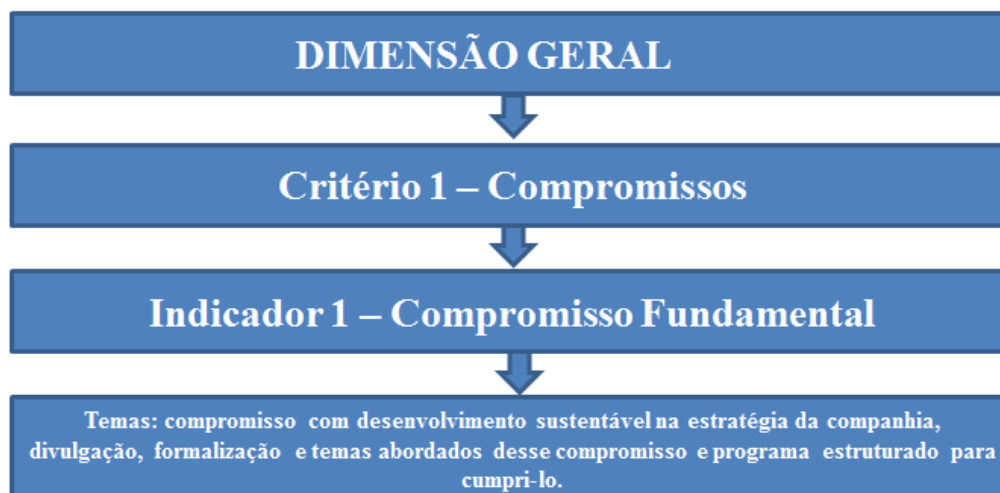 DIMENSÃO GERAL
Critério 1 – Compromissos
Indicador 1 – Compromisso Fundamental
Temas: compromisso com desenvolvimento sustentável na estratégia da companhia,
divulgação, formalização e temas abordados desse compromisso e programa estruturado para
cumpri-lo.